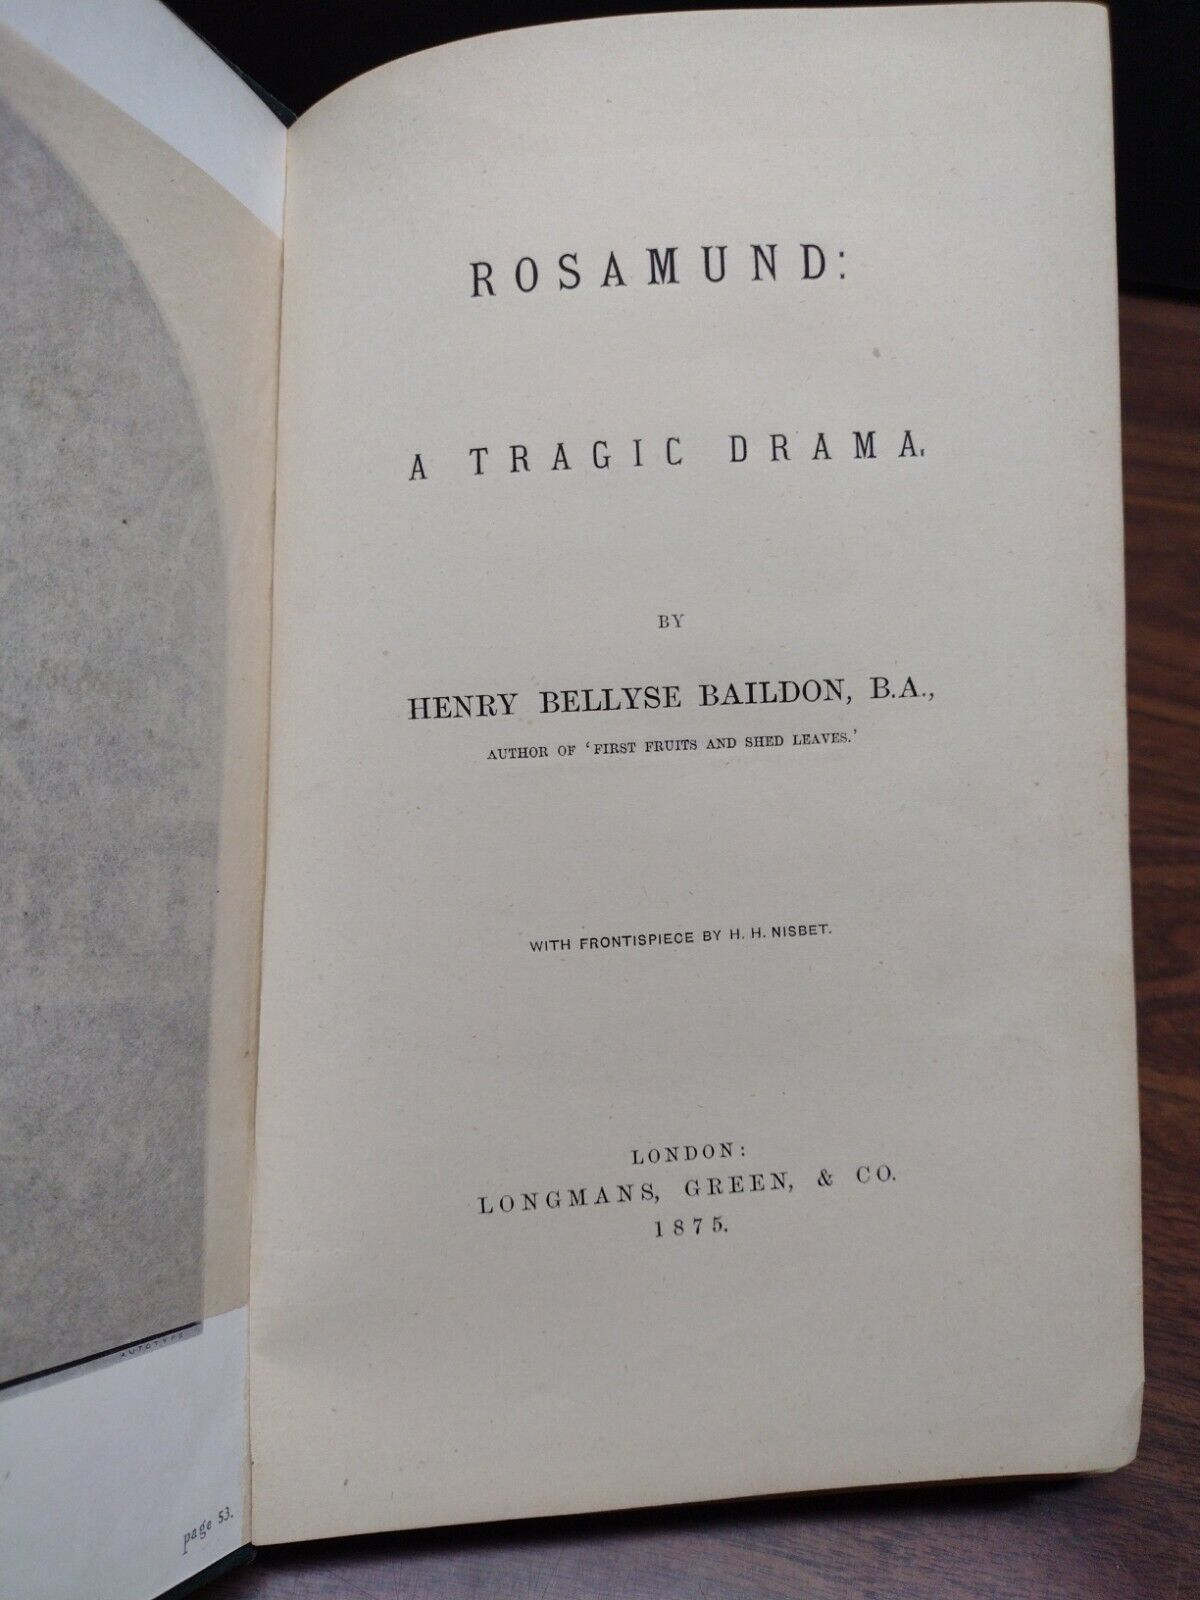 AUTOTYPE
page 53.
ROSAMUND:
A TRAGIC DRAMA.
BY
HENRY BELLYSE BAILDON, B.A.,
AUTHOR OF ‘FIRST FRUITS AND SHED LEAVES.’
WITH FRONTISPIECE BY H. H. NISBET.
LONDON:
LONGMANS, GREEN, & CO.
1875.